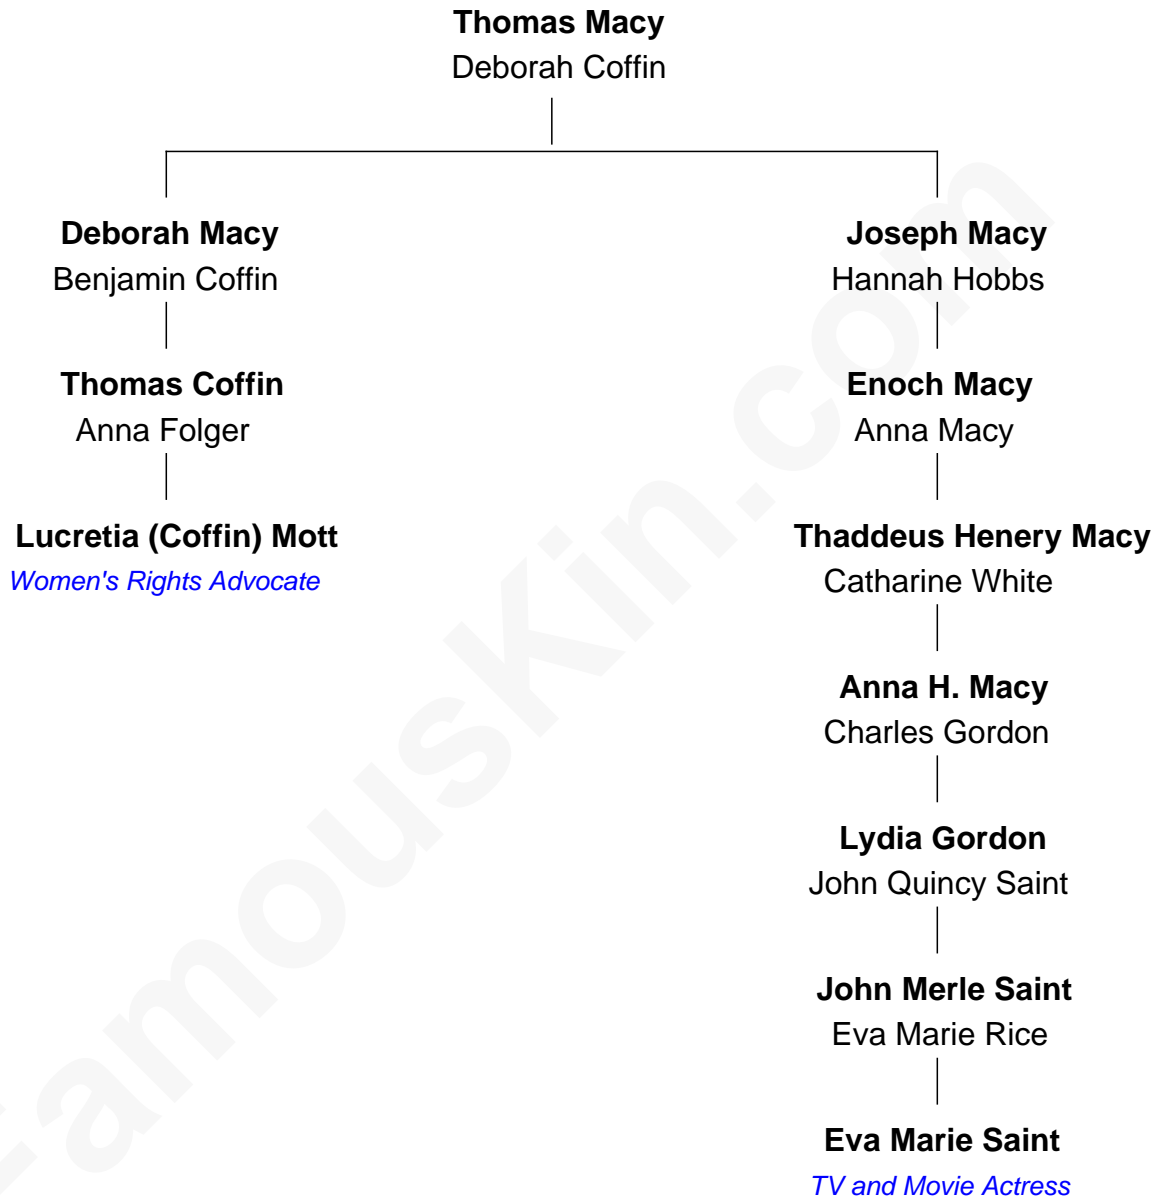 Thomas Macy
Deborah Coffin
Deborah Macy
Benjamin Coffin
Thomas Coffin
Anna Folger
Lucretia (Coffin) Mott
Women's Rights Advocate
Joseph Macy
Hannah Hobbs
Enoch Macy
Anna Macy
Thaddeus Henery Macy
Catharine White
Anna H. Macy
Charles Gordon
Lydia Gordon
John Quincy Saint
John Merle Saint
Eva Marie Rice
Eva Marie Saint
TV and Movie Actress
FamousKin.com